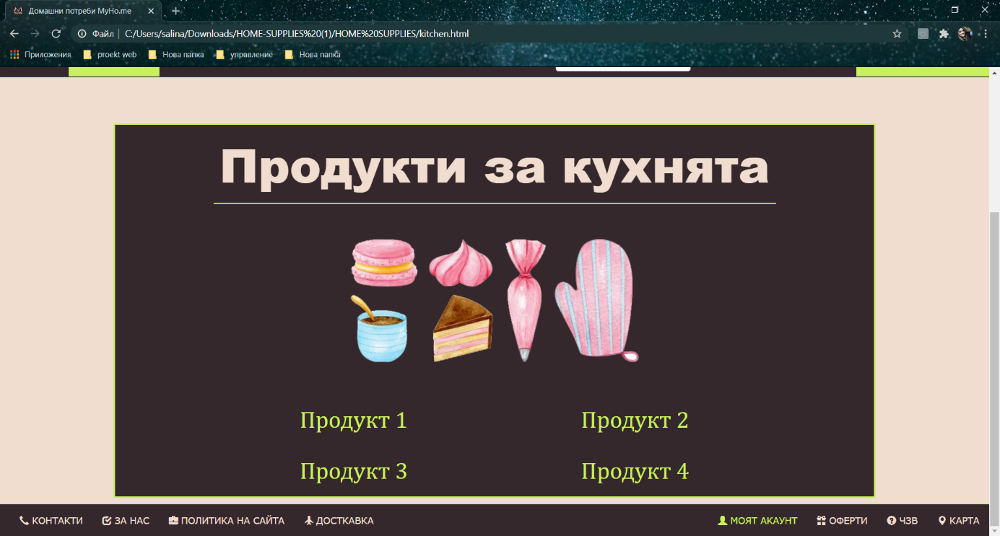 Домашни потреби MyHo.me
Файл | C:/Users/salina/Downloads/HOME-SUPPLIES%20(1)/HOME%20SUPPLIES/kitchen.html
Приложения proekt web Нова папка управление Нова папка
Продукти за кухнята
Продукт 1 Продукт 2
Продукт 3 Продукт 4
КОНТАКТИ ЗА НАС ПОЛИТИКА НА САЙТА ДОСТКАВКА МОЯТ АКАУНТ ОФЕРТИ ЧЗВ КАРТА